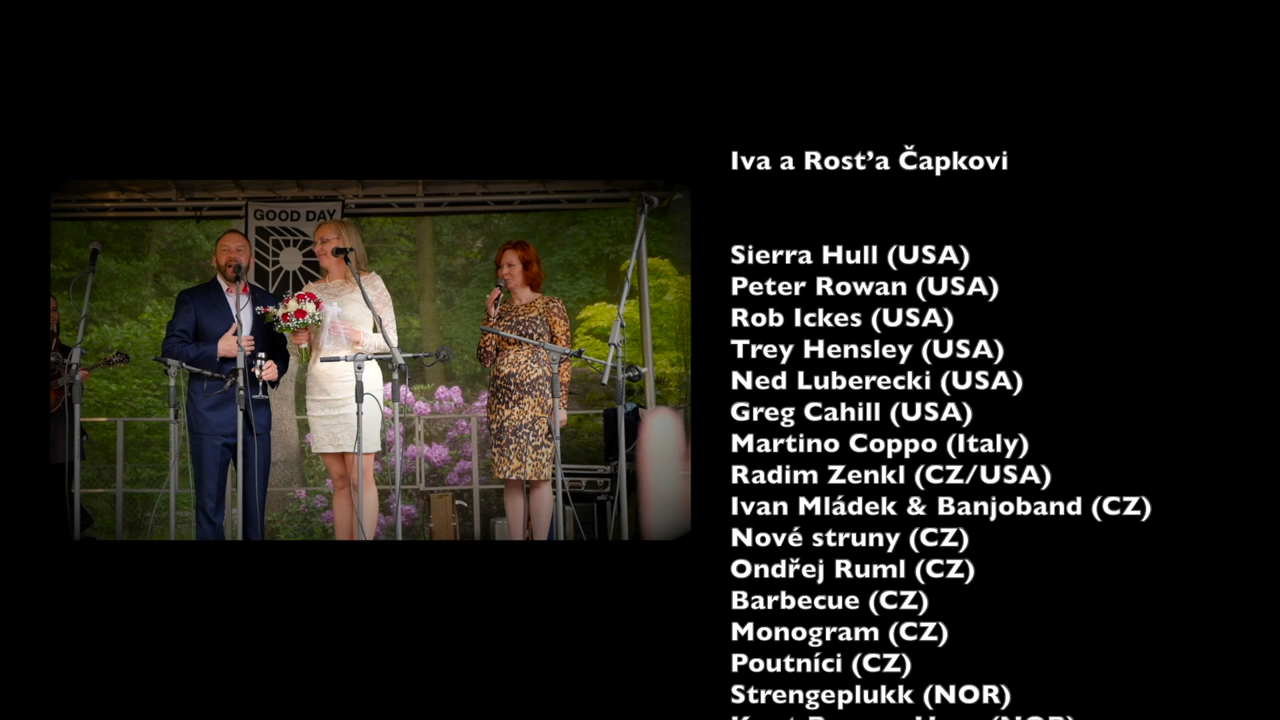 GOOD DAY
Iva a Rosťa Čapkovi
Sierra Hull (USA)
Peter Rowan (USA)
Rob Ickes (USA)
Trey Hensley (USA)
Ned Luberecki (USA)
Greg Cahill (USA)
Martino Coppo (Italy)
Radim Zenkl (CZ/USA)
Ivan Mládek & Banjoband (CZ)
Nové struny (CZ)
Ondřej Ruml (CZ)
Barbecue (CZ)
Monogram (CZ)
Poutníci (CZ)
Strengeplukk (NOR)